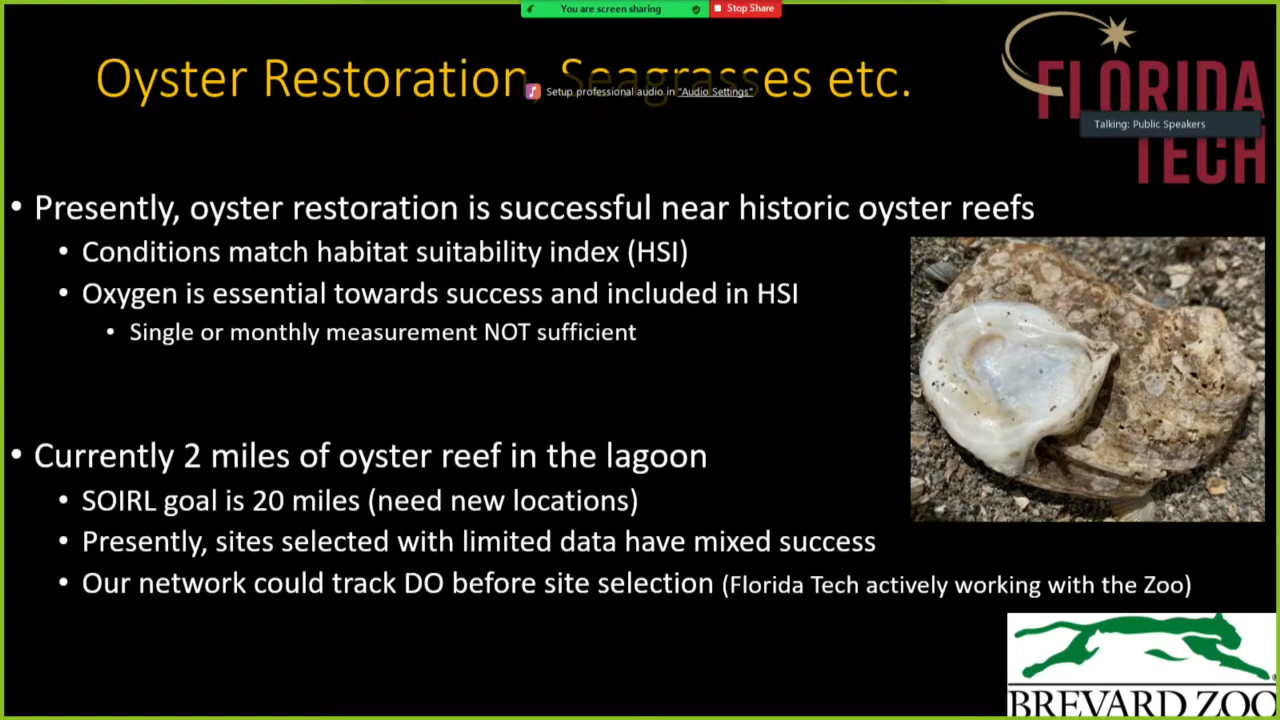 You are screen sharing
Stop Share
Oyster Restoration, Seagrasses etc.
Setup professional audio in "Audio Settings"
FLORIDA
Talking: Public Speakers
TECH
• Presently, oyster restoration is successful near historic oyster reefs
• Conditions match habitat suitability index (HSI)
• Oxygen is essential towards success and included in HSI
• Single or monthly measurement NOT sufficient
• Currently 2 miles of oyster reef in the lagoon
• SOIRL goal is 20 miles (need new locations)
• Presently, sites selected with limited data have mixed success
• Our network could track DO before site selection (Florida Tech actively working with the Zoo)
BREVARD ZOO